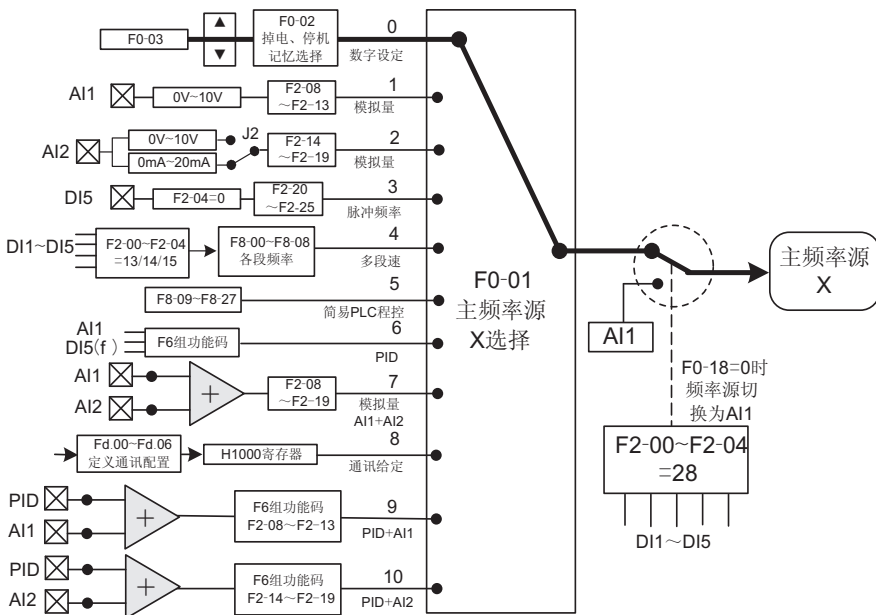 F0-03
▲
▼
F0-02
掉电、停机
记忆选择
0
数字设定
AI1
0V~10V
F2-08
～F2-13
1
模拟量
AI2
0V~10V
0mA~20mA
J2
F2-14
～F2-19
2
模拟量
DI5
F2-04=0
F2-20
～F2-25
3
脉冲频率
DI1~DI5
F2-00~F2-04
=13/14/15
F8-00~F8-08
各段频率
4
多段速
F8-09~F8-27
5
简易PLC程控
AI1
DI5(f )
F6组功能码
6
PID
AI1
AI2
+
F2-08
～F2-19
7
模拟量
AI1+AI2
Fd.00~Fd.06
定义通讯配置
H1000寄存器
8
通讯给定
PID
AI1
+
F6组功能码
F2-08～F2-13
9
PID+AI1
PID
AI2
+
F6组功能码
F2-14～F2-19
10
PID+AI2
F0-01
主频率源
X选择
AI1
主频率源
X
F0-18=0时
频率源切
换为AI1
F2-00～F2-04
=28
DI1～DI5